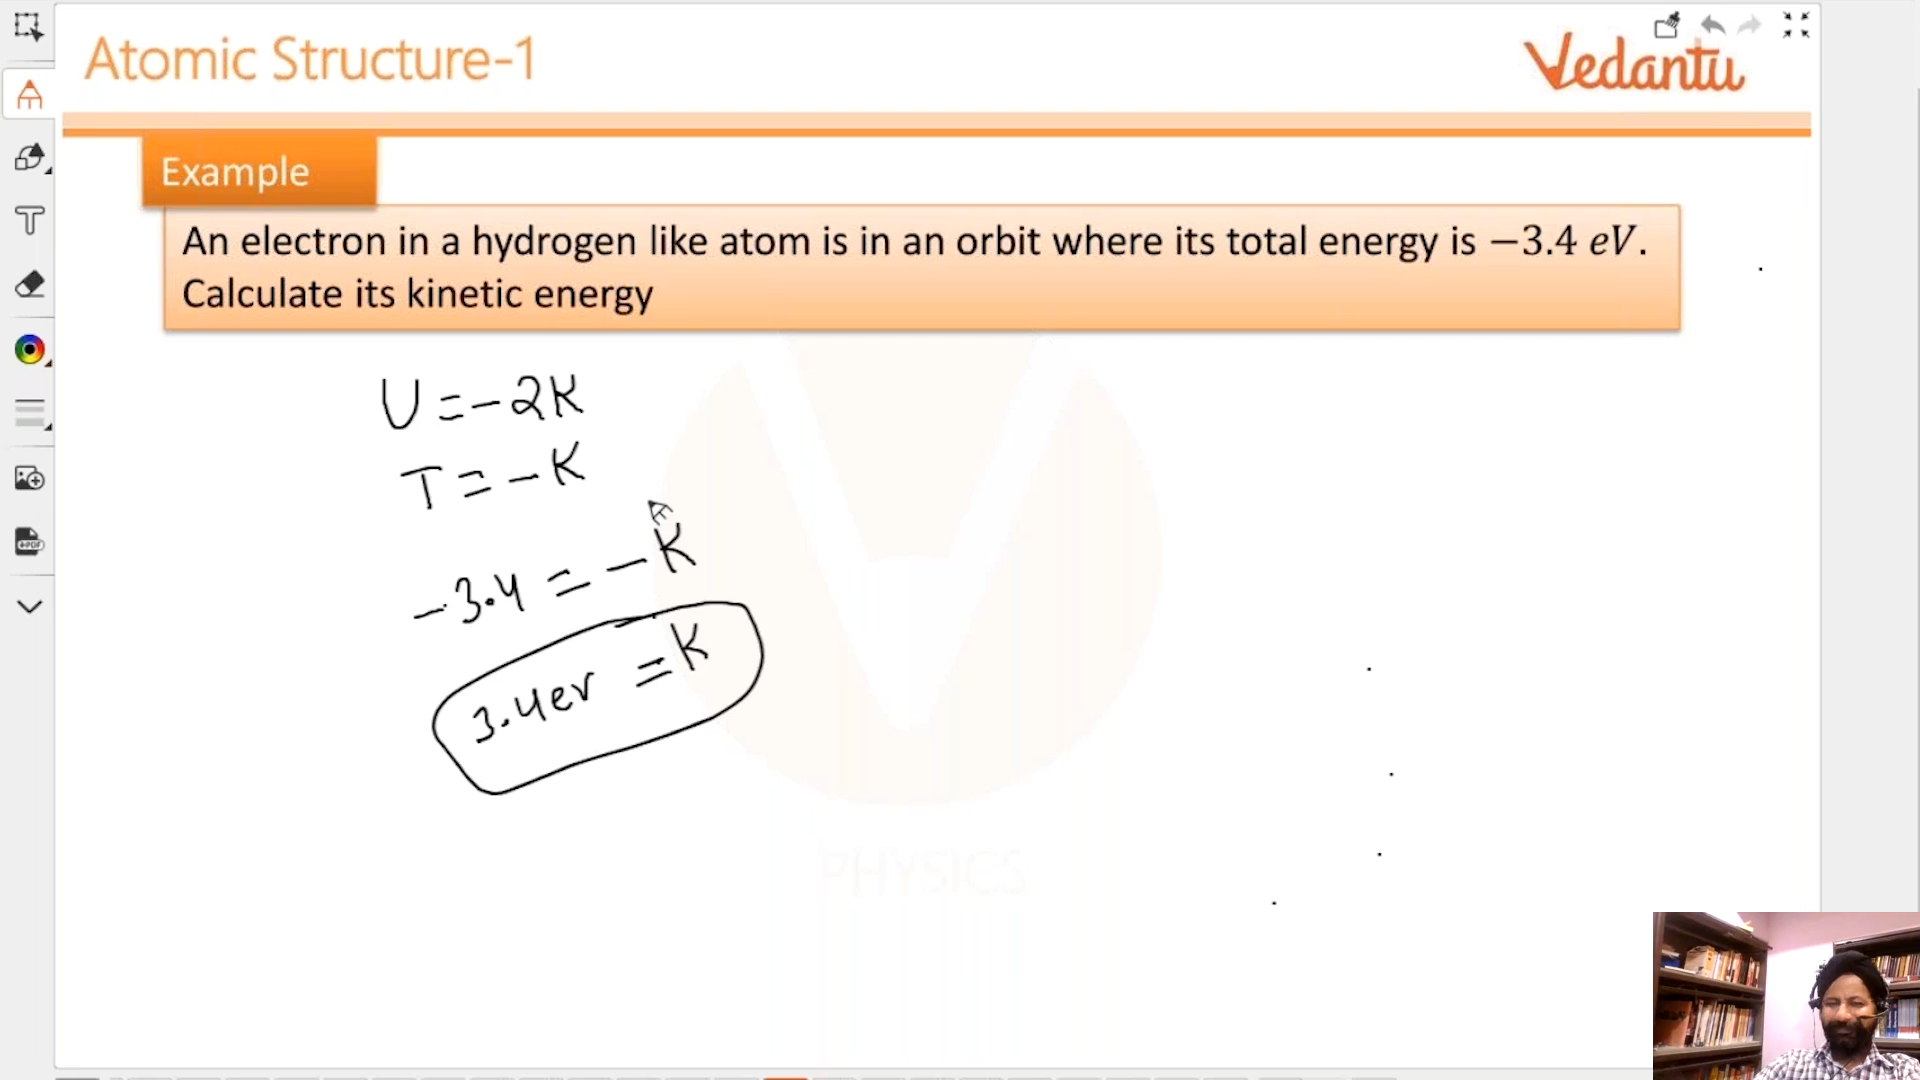 Atomic Structure-1
Vedantu
Example
An electron in a hydrogen like atom is in an orbit where its total energy is −3.4 eV.
Calculate its kinetic energy
U = -2K
T = -K
-3.4 = -K
3.4ev = K
PHYSICS